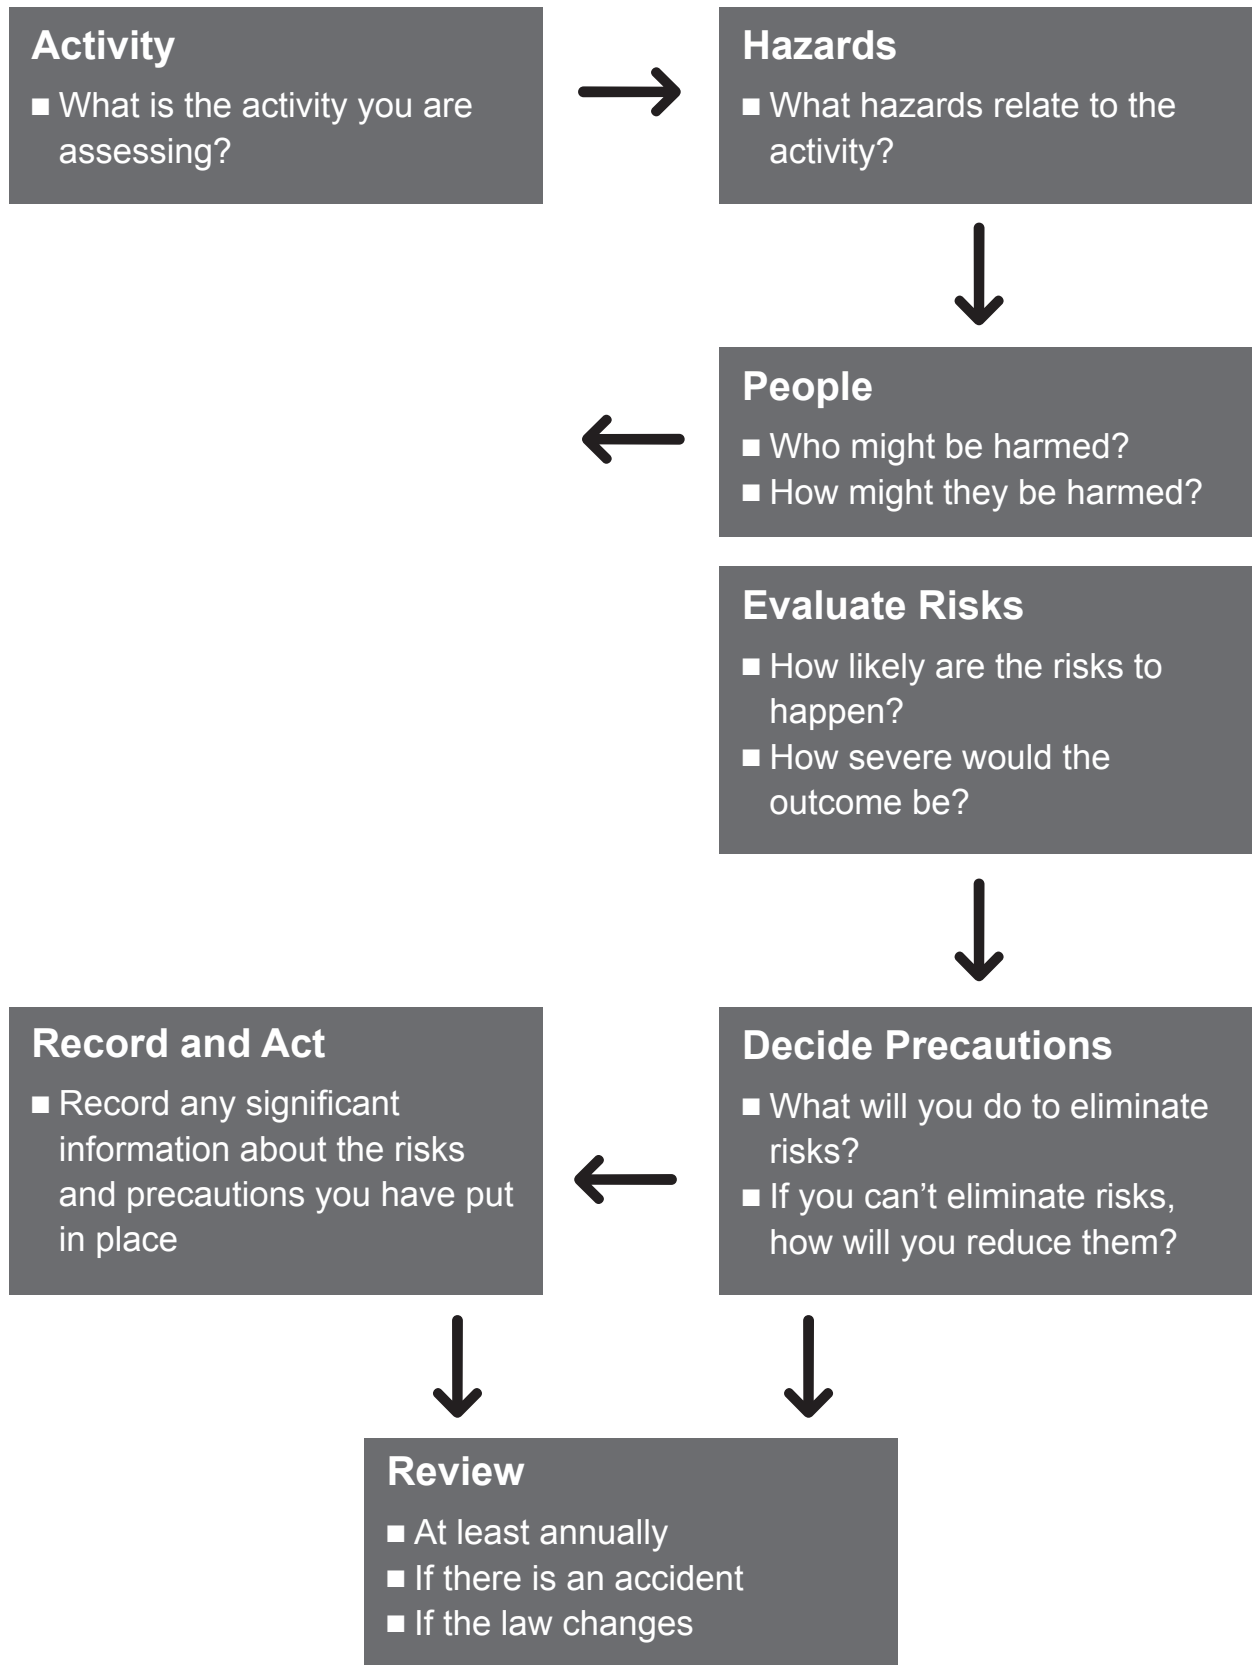 Activity
■ What is the activity you are
assessing?
Hazards
■ What hazards relate to the
activity?
People
■ Who might be harmed?
■ How might they be harmed?
Evaluate Risks
■ How likely are the risks to
happen?
■ How severe would the
outcome be?
Decide Precautions
■ What will you do to eliminate
risks?
■ If you can’t eliminate risks,
how will you reduce them?
Record and Act
■ Record any significant
information about the risks
and precautions you have put
in place
Review
■ At least annually
■ If there is an accident
■ If the law changes